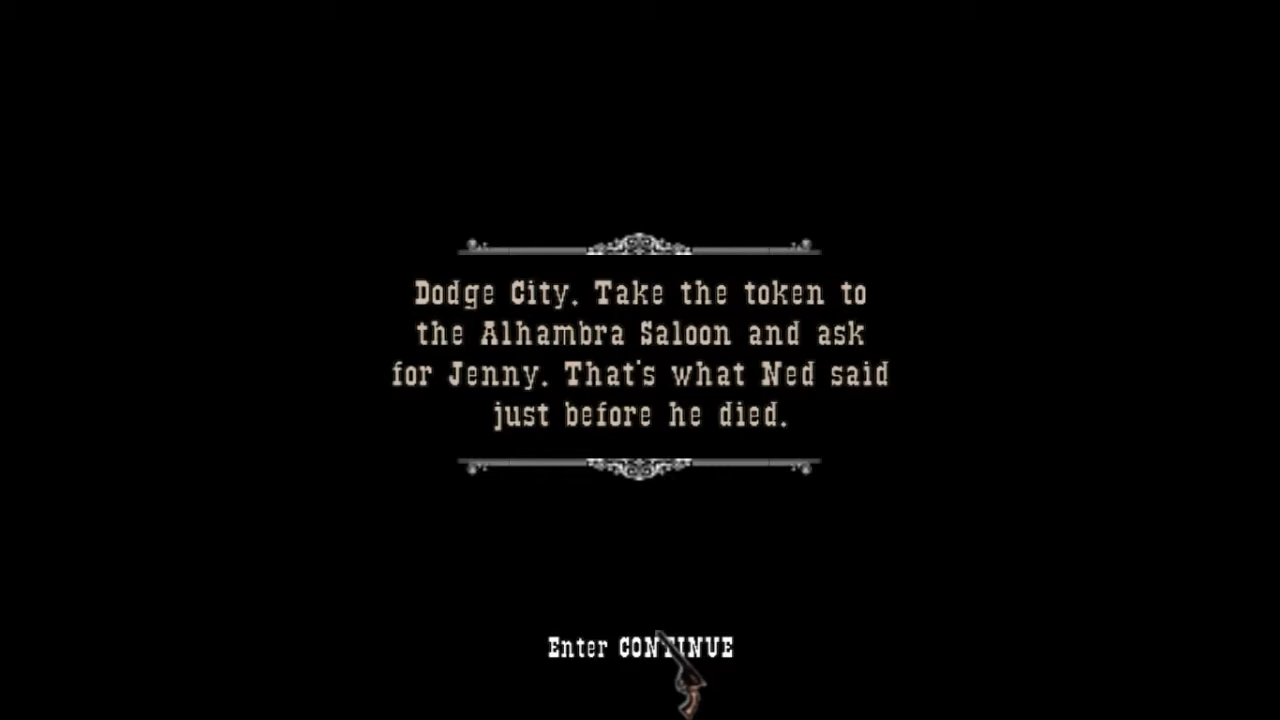 Dodge City. Take the token to
the Alhambra Saloon and ask
for Jenny. That's what Ned said
just before he died.
Enter CONTINUE